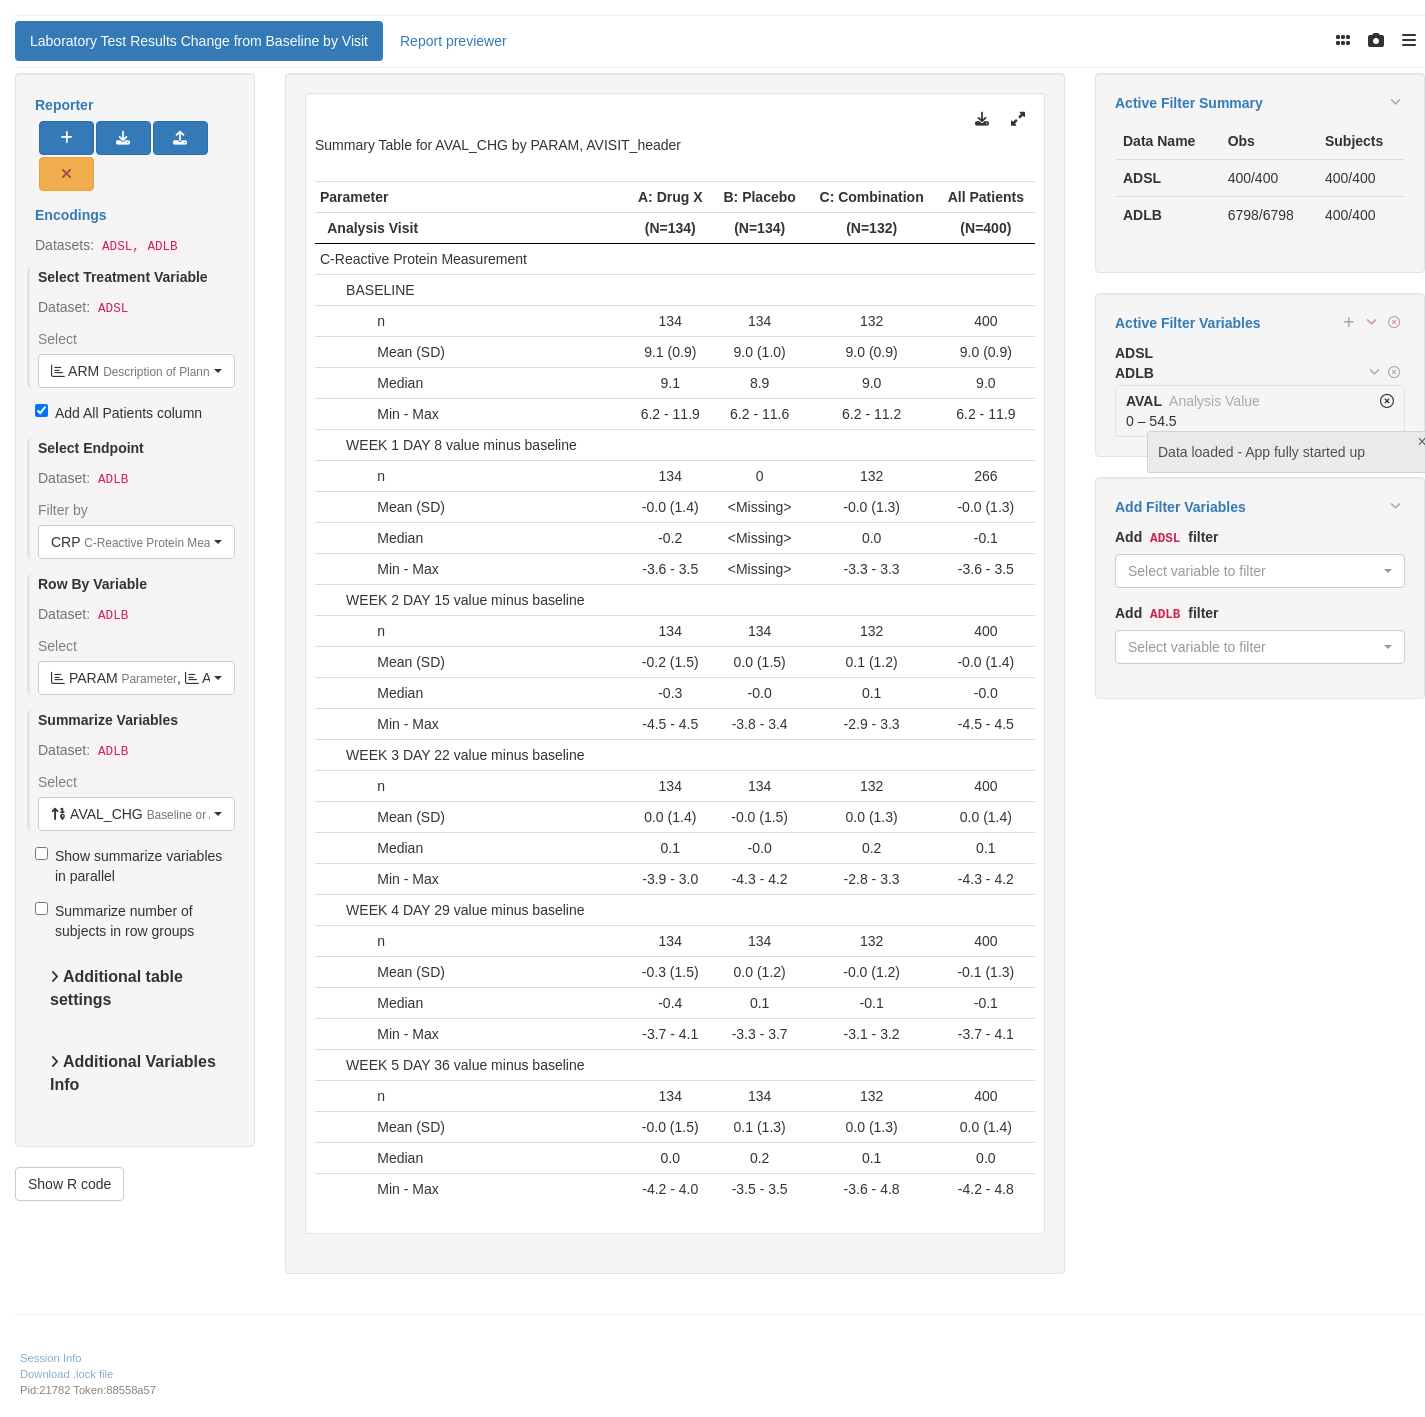 Laboratory Test Results Change from Baseline by Visit
Report previewer
Reporter
Encodings
Datasets: ADSL, ADLB
Select Treatment Variable
Dataset: ADSL
Select
ARM Description of Plann
Add All Patients column
Select Endpoint
Dataset: ADLB
Filter by
CRP C-Reactive Protein Mea
Row By Variable
Dataset: ADLB
Select
PARAM Parameter, A
Summarize Variables
Dataset: ADLB
Select
AVAL_CHG Baseline or
Show summarize variables
in parallel
Summarize number of
subjects in row groups
Additional table
settings
Additional Variables
Info
Show R code
Summary Table for AVAL_CHG by PARAM, AVISIT_header
Parameter A: Drug X B: Placebo C: Combination All Patients
Analysis Visit (N=134) (N=134) (N=132) (N=400)
C-Reactive Protein Measurement
BASELINE
n 134 134 132 400
Mean (SD) 9.1 (0.9) 9.0 (1.0) 9.0 (0.9) 9.0 (0.9)
Median 9.1 8.9 9.0 9.0
Min - Max 6.2 - 11.9 6.2 - 11.6 6.2 - 11.2 6.2 - 11.9
WEEK 1 DAY 8 value minus baseline
n 134 0 132 266
Mean (SD) -0.0 (1.4) <Missing> -0.0 (1.3) -0.0 (1.3)
Median -0.2 <Missing> 0.0 -0.1
Min - Max -3.6 - 3.5 <Missing> -3.3 - 3.3 -3.6 - 3.5
WEEK 2 DAY 15 value minus baseline
n 134 134 132 400
Mean (SD) -0.2 (1.5) 0.0 (1.5) 0.1 (1.2) -0.0 (1.4)
Median -0.3 -0.0 0.1 -0.0
Min - Max -4.5 - 4.5 -3.8 - 3.4 -2.9 - 3.3 -4.5 - 4.5
WEEK 3 DAY 22 value minus baseline
n 134 134 132 400
Mean (SD) 0.0 (1.4) -0.0 (1.5) 0.0 (1.3) 0.0 (1.4)
Median 0.1 -0.0 0.2 0.1
Min - Max -3.9 - 3.0 -4.3 - 4.2 -2.8 - 3.3 -4.3 - 4.2
WEEK 4 DAY 29 value minus baseline
n 134 134 132 400
Mean (SD) -0.3 (1.5) 0.0 (1.2) -0.0 (1.2) -0.1 (1.3)
Median -0.4 0.1 -0.1 -0.1
Min - Max -3.7 - 4.1 -3.3 - 3.7 -3.1 - 3.2 -3.7 - 4.1
WEEK 5 DAY 36 value minus baseline
n 134 134 132 400
Mean (SD) -0.0 (1.5) 0.1 (1.3) 0.0 (1.3) 0.0 (1.4)
Median 0.0 0.2 0.1 0.0
Min - Max -4.2 - 4.0 -3.5 - 3.5 -3.6 - 4.8 -4.2 - 4.8
Active Filter Summary
Data Name Obs Subjects
ADSL 400/400 400/400
ADLB 6798/6798 400/400
Active Filter Variables
ADSL
ADLB
AVAL Analysis Value
0 – 54.5
Data loaded - App fully started up
Add Filter Variables
Add ADSL filter
Select variable to filter
Add ADLB filter
Select variable to filter
Session Info
Download .lock file
Pid:21782 Token:88558a57